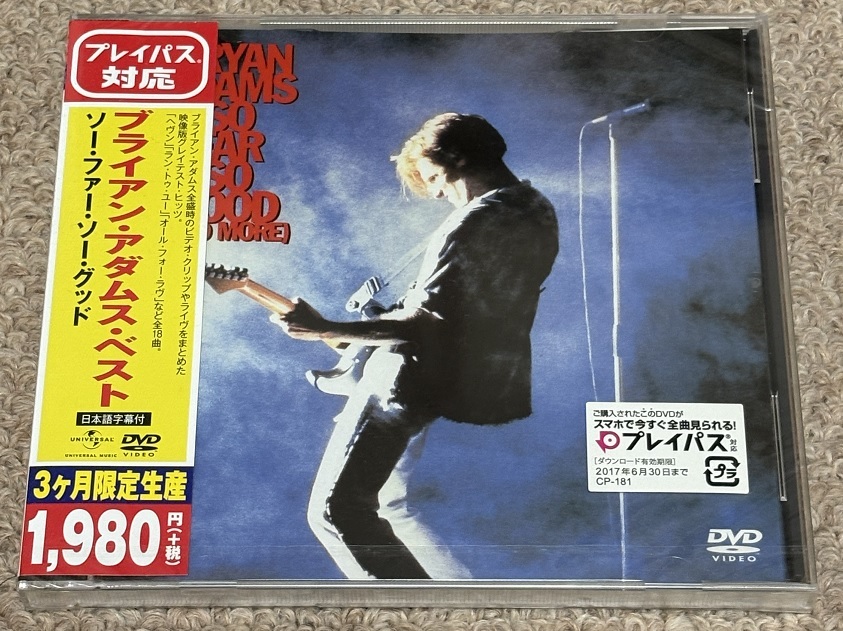 プレイパス®
対応
ブライアン・アダムス全盛時のビデオ・クリップやライヴをまとめた
映像版グレイテスト・ヒッツ。
「ヘヴン」「ラン・トゥ・ユー」「オール・フォー・ラヴ」など全18曲。
ブライアン・アダムス・ベスト
ソー・ファー・ソー・グッド
日本語字幕付
UNIVERSAL
UNIVERSAL MUSIC
DVD
VIDEO
3ヶ月限定生産
1,980円(+税)
RYAN
AMS
SO
AR
SO
OOD
MORE)
ご購入されたこのDVDが
スマホで今すぐ全曲見られる!
プレイパス®対応
[ダウンロード有効期限]
2017年6月30日まで
CP-181
プラ
DVD
VIDEO